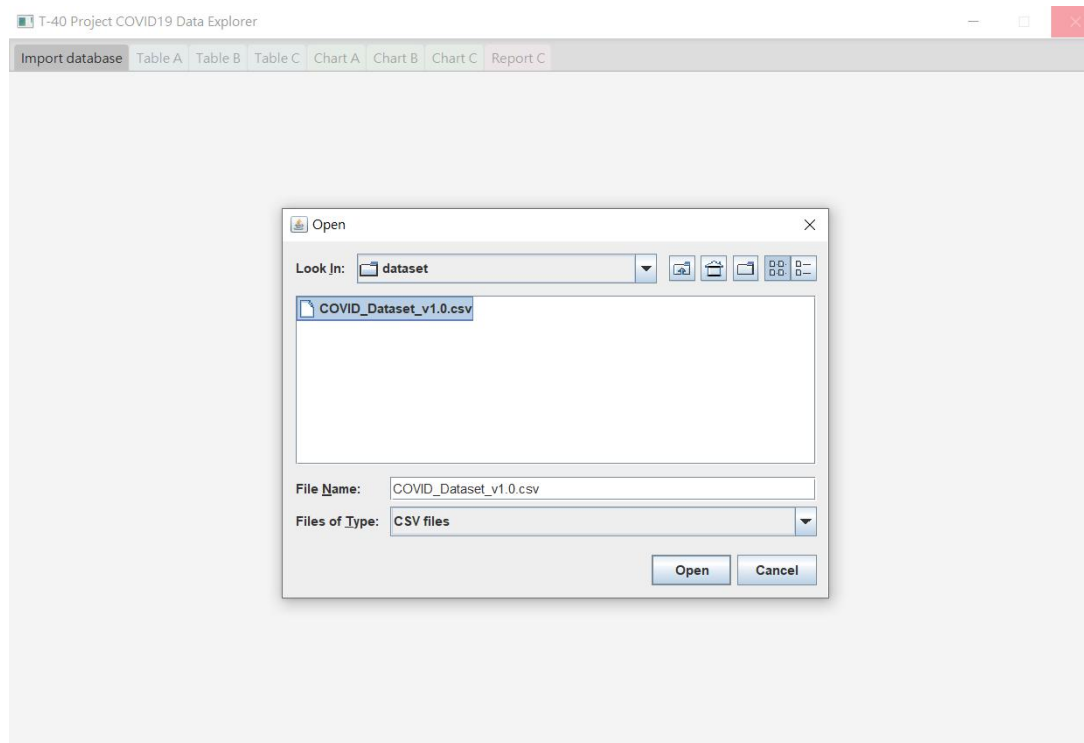 T-40 Project COVID19 Data Explorer
Import database Table A Table B Table C Chart A Chart B Chart C Report C
Open
Look In: dataset
COVID_Dataset_v1.0.csv
File Name: COVID_Dataset_v1.0.csv
Files of Type: CSV files
Open Cancel